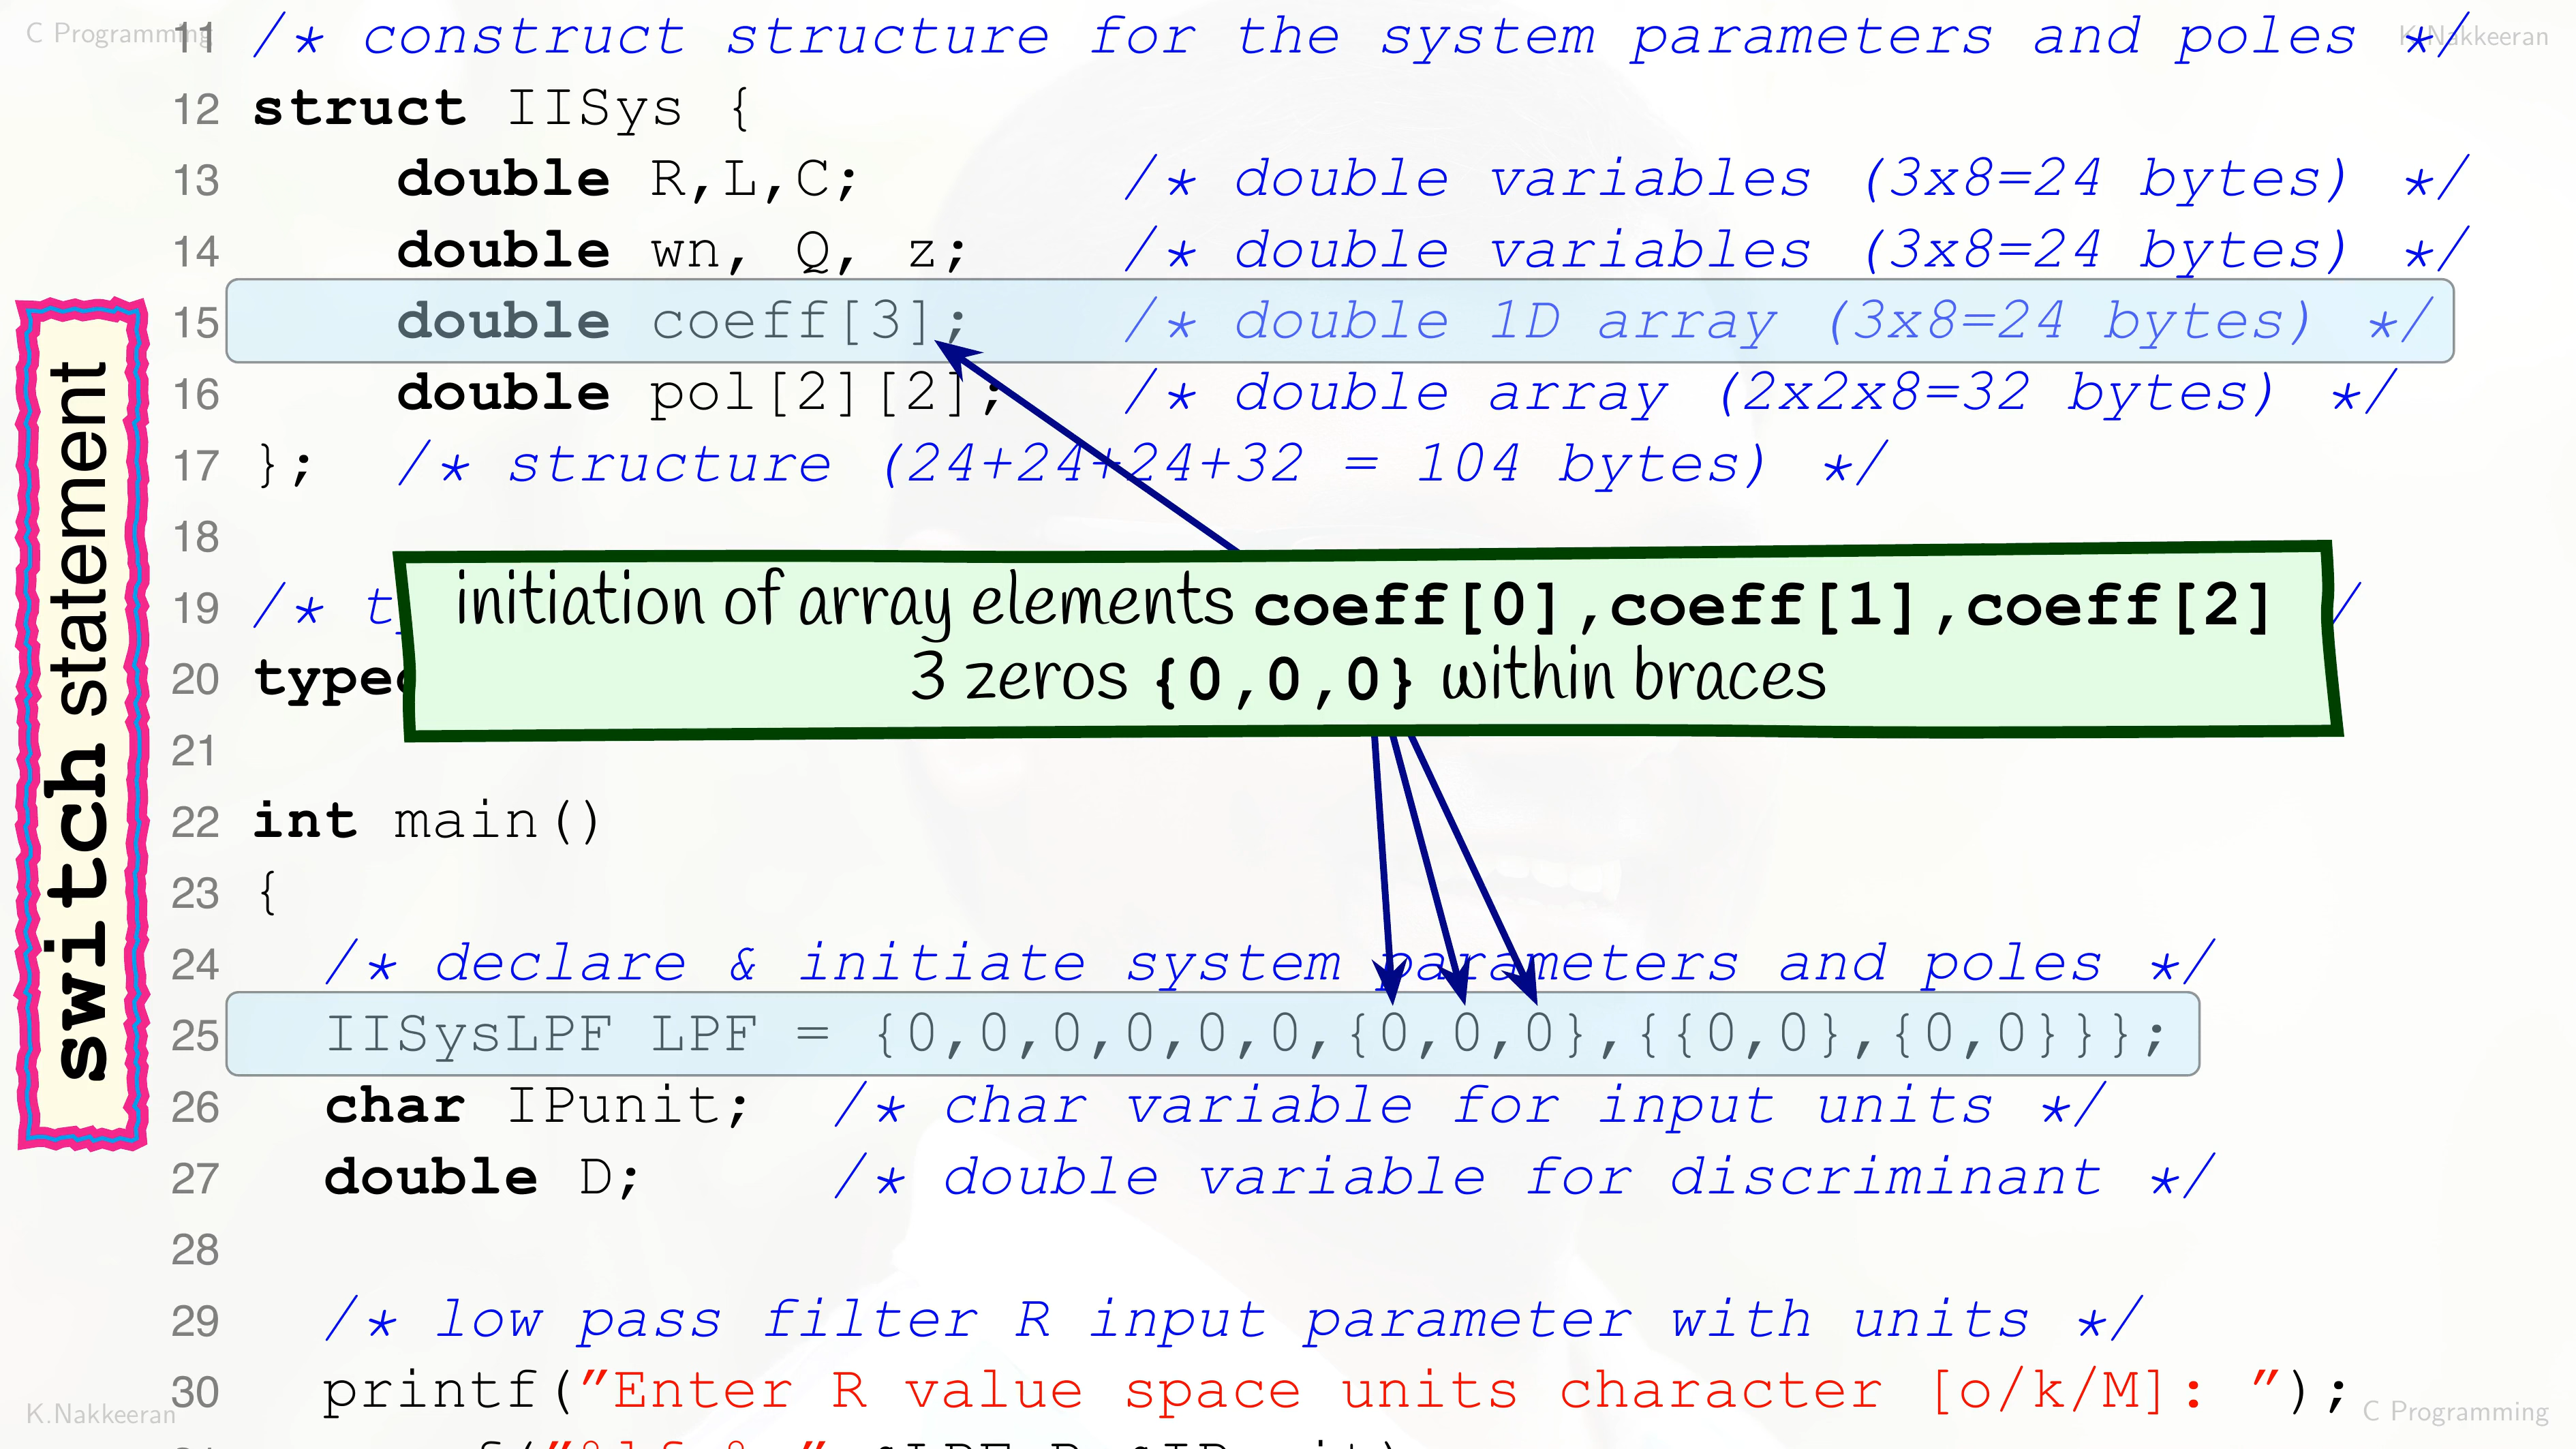 C Programming
K.Nakkeeran
switch statement
11 /* construct structure for the system parameters and poles */
12 struct IISys {
13 double R,L,C; /* double variables (3x8=24 bytes) */
14 double wn, Q, z; /* double variables (3x8=24 bytes) */
15 double coeff[3]; /* double 1D array (3x8=24 bytes) */
16 double pol[2][2]; /* double array (2x2x8=32 bytes) */
17 }; /* structure (24+24+24+32 = 104 bytes) */
18
initiation of array elements coeff[0],coeff[1],coeff[2]
3 zeros {0,0,0} within braces
19 /*
20
21
22 int main()
23 {
24 /* declare & initiate system parameters and poles */
25 IISysLPF LPF = {0,0,0,0,0,0,{0,0,0},{{0,0},{0,0}}};
26 char IPunit; /* char variable for input units */
27 double D; /* double variable for discriminant */
28
29 /* low pass filter R input parameter with units */
30 printf("Enter R value space units character [o/k/M]: ");
K.Nakkeeran
C Programming